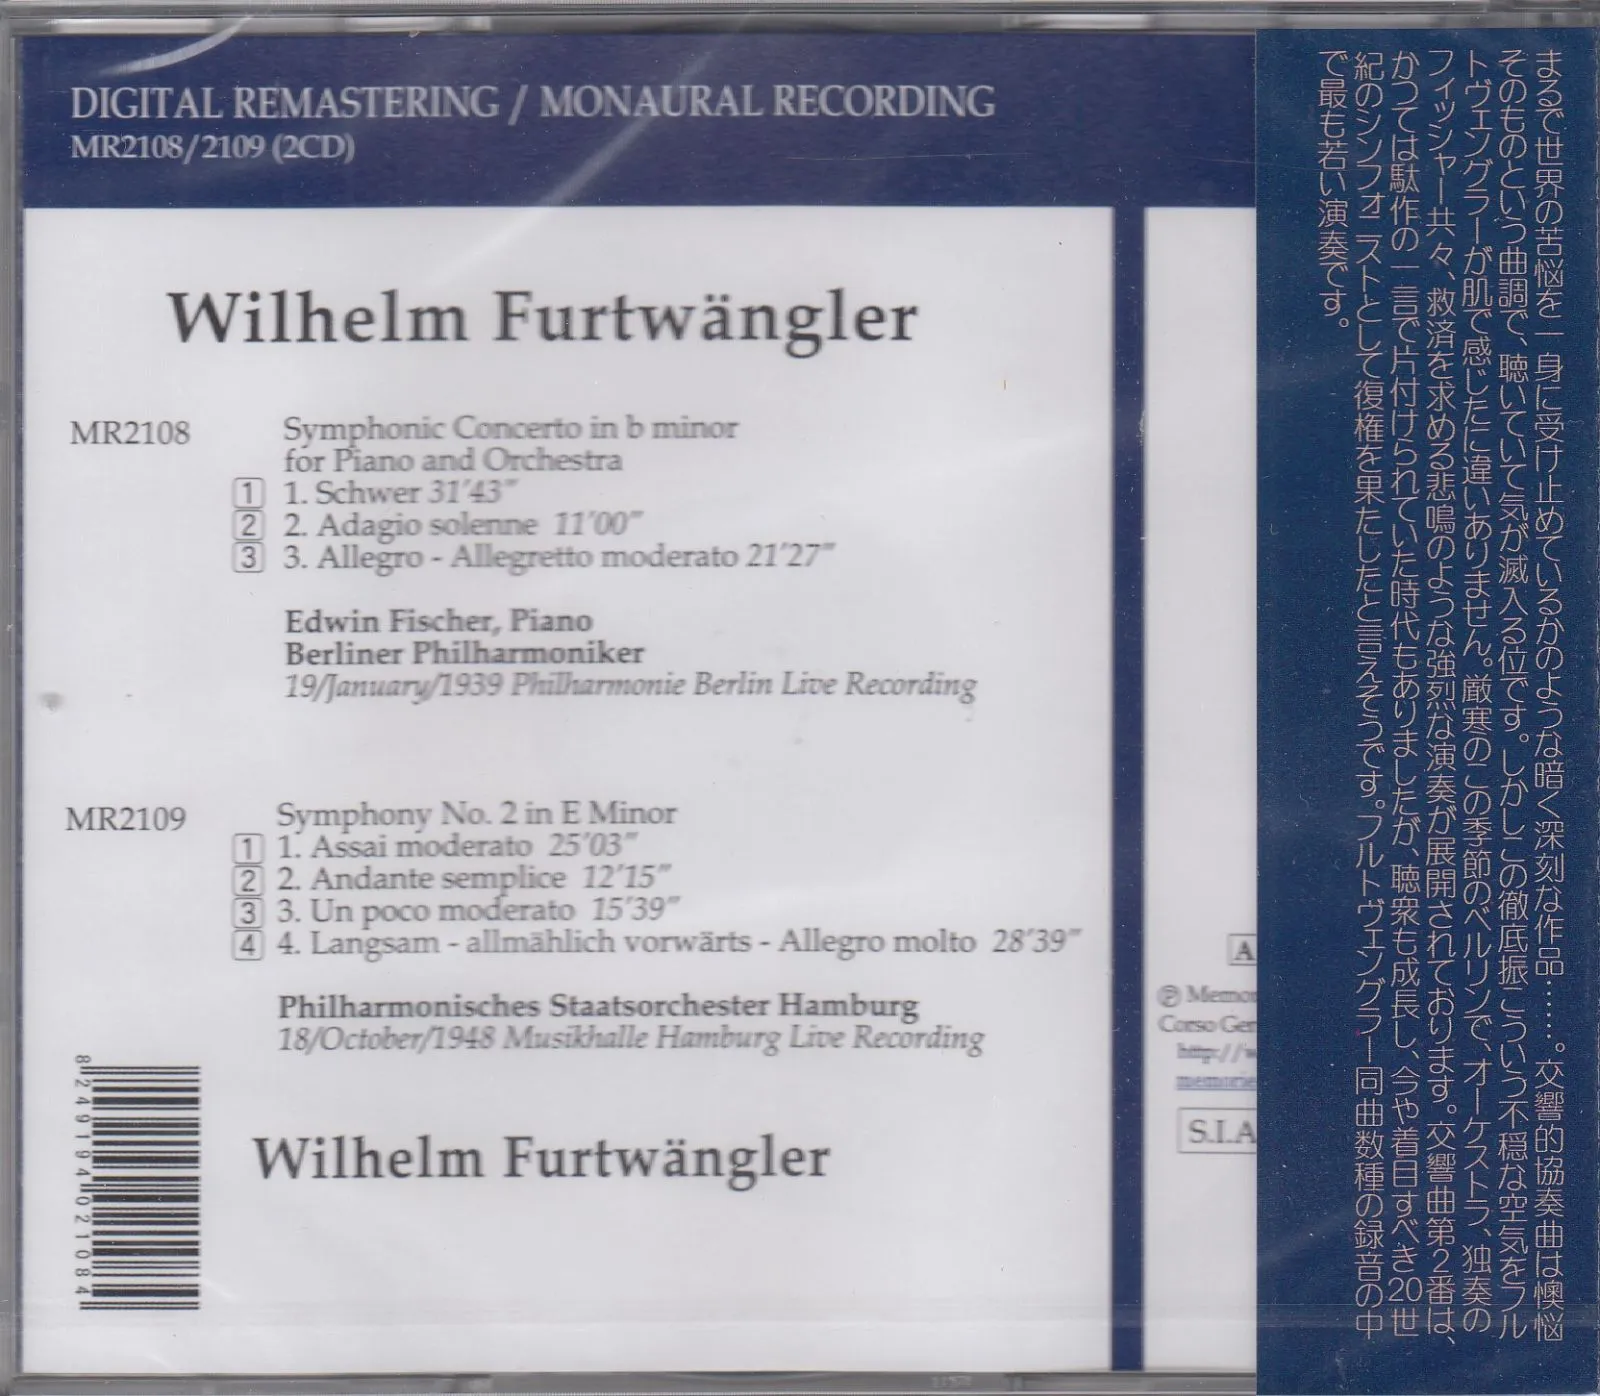 DIGITAL REMASTERING / MONAURAL RECORDING
MR2108/2109 (2CD)
Wilhelm Furtwängler
MR2108
Symphonic Concerto in b minor
for Piano and Orchestra
1 1. Schwer 31'43"
2 2. Adagio solenne 11'00"
3 3. Allegro - Allegretto moderato 21'27"
Edwin Fischer, Piano
Berliner Philharmoniker
19/January/1939 Philharmonie Berlin Live Recording
MR2109
Symphony No. 2 in E Minor
1 1. Assai moderato 25'03"
2 2. Andante semplice 12'15"
3 3. Un poco moderato 15'39"
4 4. Langsam - allmählich vorwärts - Allegro molto 28'39"
Philharmonisches Staatsorchester Hamburg
18/October/1948 Musikhalle Hamburg Live Recording
Wilhelm Furtwängler
8 24919402108 4
A
℗ Memor
Corso Gen
http://w
memorie
S.I.A
まるで世界の苦悩を一身に受け止めているかのような暗く深刻な作品……。交響的協奏曲は懊悩
そのものという曲調で、聴いていて気が滅入る位です。しかしこの徹底振こういう不穏な空気をフル
トヴェングラーが肌で感じたに違いありません。厳寒のこの季節のベルリンで、オーケストラ、独奏の
フィッシャー共々、救済を求める悲鳴のような強烈な演奏が展開されております。交響曲第2番は、
かつては駄作の一言で片付けられていた時代もありましたが、聴衆も成長し、今や着目すべき20世
紀のシンフォニストとして復権を果たしたと言えそうです。フルトヴェングラー同曲数種の録音の中
で最も若い演奏です。